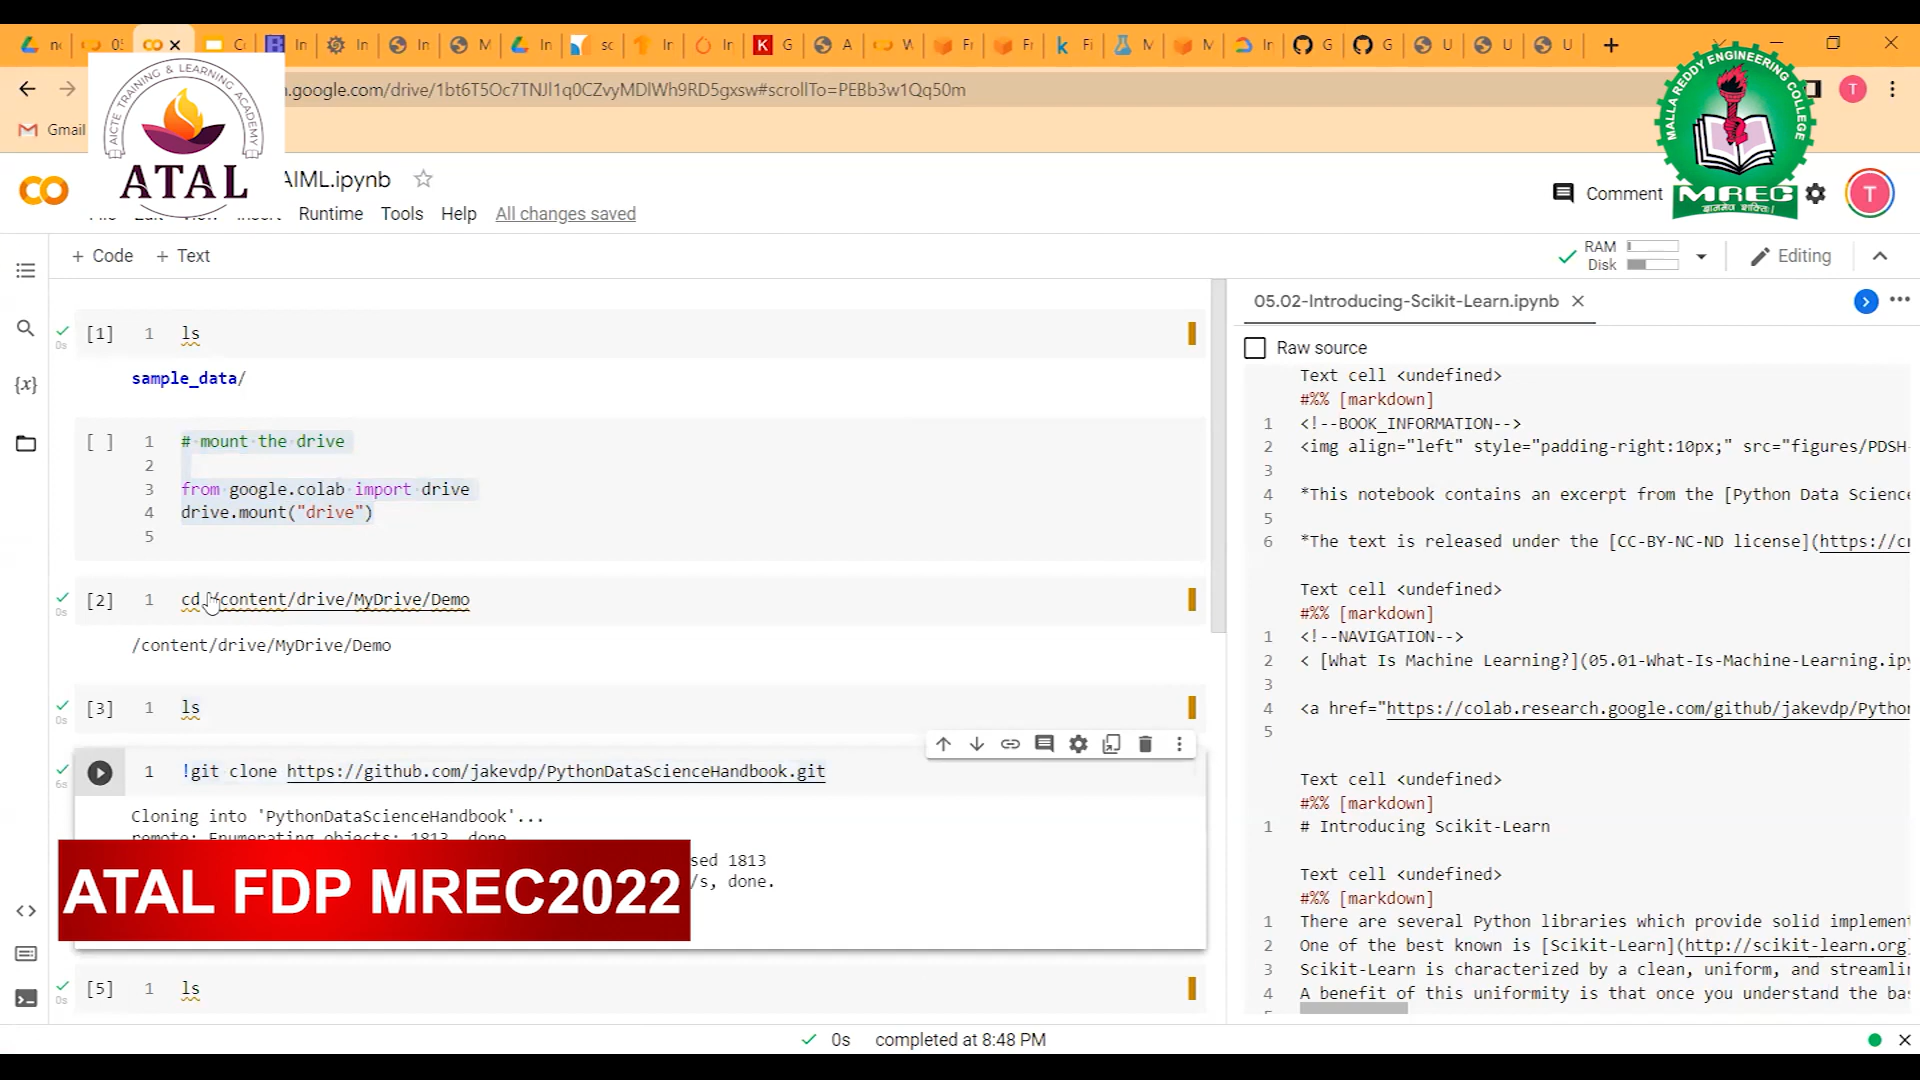 .google.com/drive/1bt6T5Oc7TNJl1q0CZvyMDlWh9RD5gxsw#scrollTo=PEBb3w1Qq50m
Gmail
AICTE TRAINING & LEARNING ACADEMY
ATAL
MALLA REDDY ENGINEERING COLLEGE
MREC
AIML.ipynb
Comment
T
Runtime Tools Help All changes saved
+ Code + Text
RAM
Disk
Editing
[1] 1 ls
sample_data/
[ ] 1 # mount the drive
2
3 from google.colab import drive
4 drive.mount("drive")
5
[2] 1 cd /content/drive/MyDrive/Demo
/content/drive/MyDrive/Demo
[3] 1 ls
1 !git clone https://github.com/jakevdp/PythonDataScienceHandbook.git
Cloning into 'PythonDataScienceHandbook'...
remote: Enumerating objects: 1813, done.
sed 1813
/s, done.
ATAL FDP MREC2022
[5] 1 ls
05.02-Introducing-Scikit-Learn.ipynb
Raw source
Text cell <undefined>
#%% [markdown]
1 <!--BOOK_INFORMATION-->
2 <img align="left" style="padding-right:10px;" src="figures/PDSH-
3
4 *This notebook contains an excerpt from the [Python Data Science
5
6 *The text is released under the [CC-BY-NC-ND license](https://cr
Text cell <undefined>
#%% [markdown]
1 <!--NAVIGATION-->
2 < [What Is Machine Learning?](05.01-What-Is-Machine-Learning.ipy
3
4 <a href="https://colab.research.google.com/github/jakevdp/Python
5
Text cell <undefined>
#%% [markdown]
1 # Introducing Scikit-Learn
Text cell <undefined>
#%% [markdown]
1 There are several Python libraries which provide solid implement
2 One of the best known is [Scikit-Learn](http://scikit-learn.org)
3 Scikit-Learn is characterized by a clean, uniform, and streamlin
4 A benefit of this uniformity is that once you understand the bas
0s completed at 8:48 PM